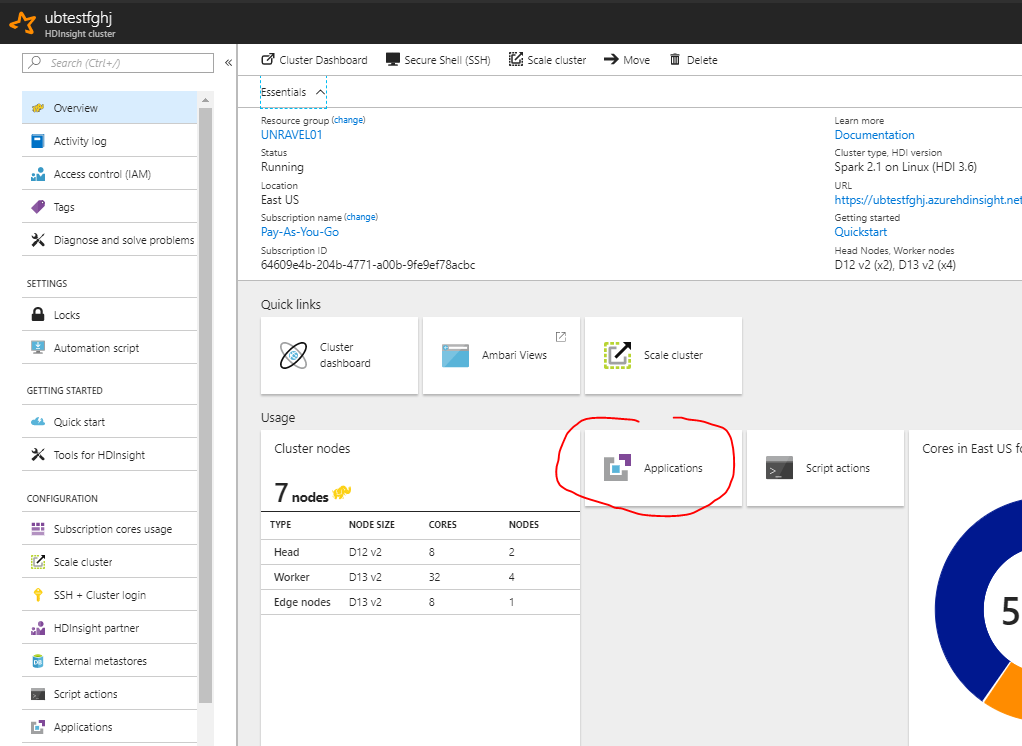 ubtestfghj
HDInsight cluster
Search (Ctrl+/)
«
Overview
Activity log
Access control (IAM)
Tags
Diagnose and solve problems
SETTINGS
Locks
Automation script
GETTING STARTED
Quick start
Tools for HDInsight
CONFIGURATION
Subscription cores usage
Scale cluster
SSH + Cluster login
HDInsight partner
External metastores
Script actions
Applications
Cluster Dashboard Secure Shell (SSH) Scale cluster Move Delete
Essentials
Resource group (change)
UNRAVEL01
Status
Running
Location
East US
Subscription name (change)
Pay-As-You-Go
Subscription ID
64609e4b-204b-4771-a00b-9fe9ef78acbc
Learn more
Documentation
Cluster type, HDI version
Spark 2.1 on Linux (HDI 3.6)
URL
https://ubtestfghj.azurehdinsight.net
Getting started
Quickstart
Head Nodes, Worker nodes
D12 v2 (x2), D13 v2 (x4)
Quick links
Cluster
dashboard
Ambari Views
Scale cluster
Usage
Cluster nodes
7 nodes
TYPE NODE SIZE CORES NODES
Head D12 v2 8 2
Worker D13 v2 32 4
Edge nodes D13 v2 8 1
Applications
Script actions
Cores in East US fo
5